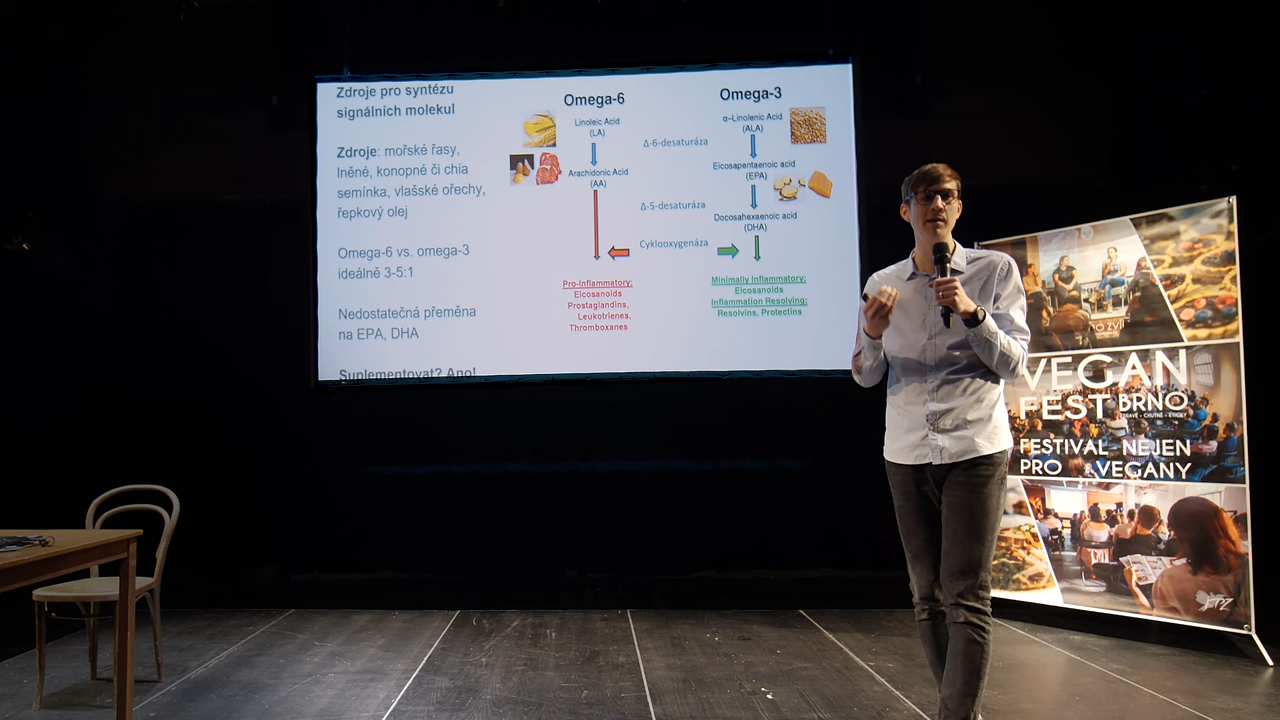 Zdroje pro syntézu
signálních molekul
Zdroje: mořské řasy,
lněné, konopné či chia
semínka, vlašské ořechy,
řepkový olej
Omega-6 vs. omega-3
ideálně 3-5:1
Nedostatečná přeměna
na EPA, DHA
Suplementovat? Ano!
Omega-6
Linoleic Acid
(LA)
Arachidonic Acid
(AA)
Pro-Inflammatory:
Eicosanoids
Prostaglandins,
Leukotrienes,
Thromboxanes
Δ-6-desaturáza
Δ-5-desaturáza
Cyklooxygenáza
Omega-3
α-Linolenic Acid
(ALA)
Eicosapentaenoic acid
(EPA)
Docosahexaenoic acid
(DHA)
Minimally Inflammatory:
Eicosanoids
Inflammation Resolving:
Resolvins, Protectins
VEGAN
FEST BRNO
ZDRAVĚ • CHUTNĚ • ETICKY
FESTIVAL NEJEN
PRO VEGANY